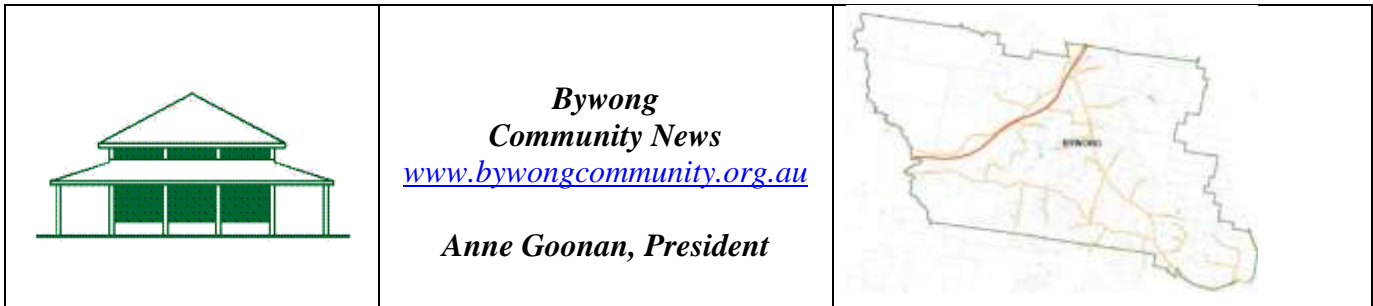 Bywong
Community News
www.bywongcommunity.org.au
Anne Goonan, President
BYWONG